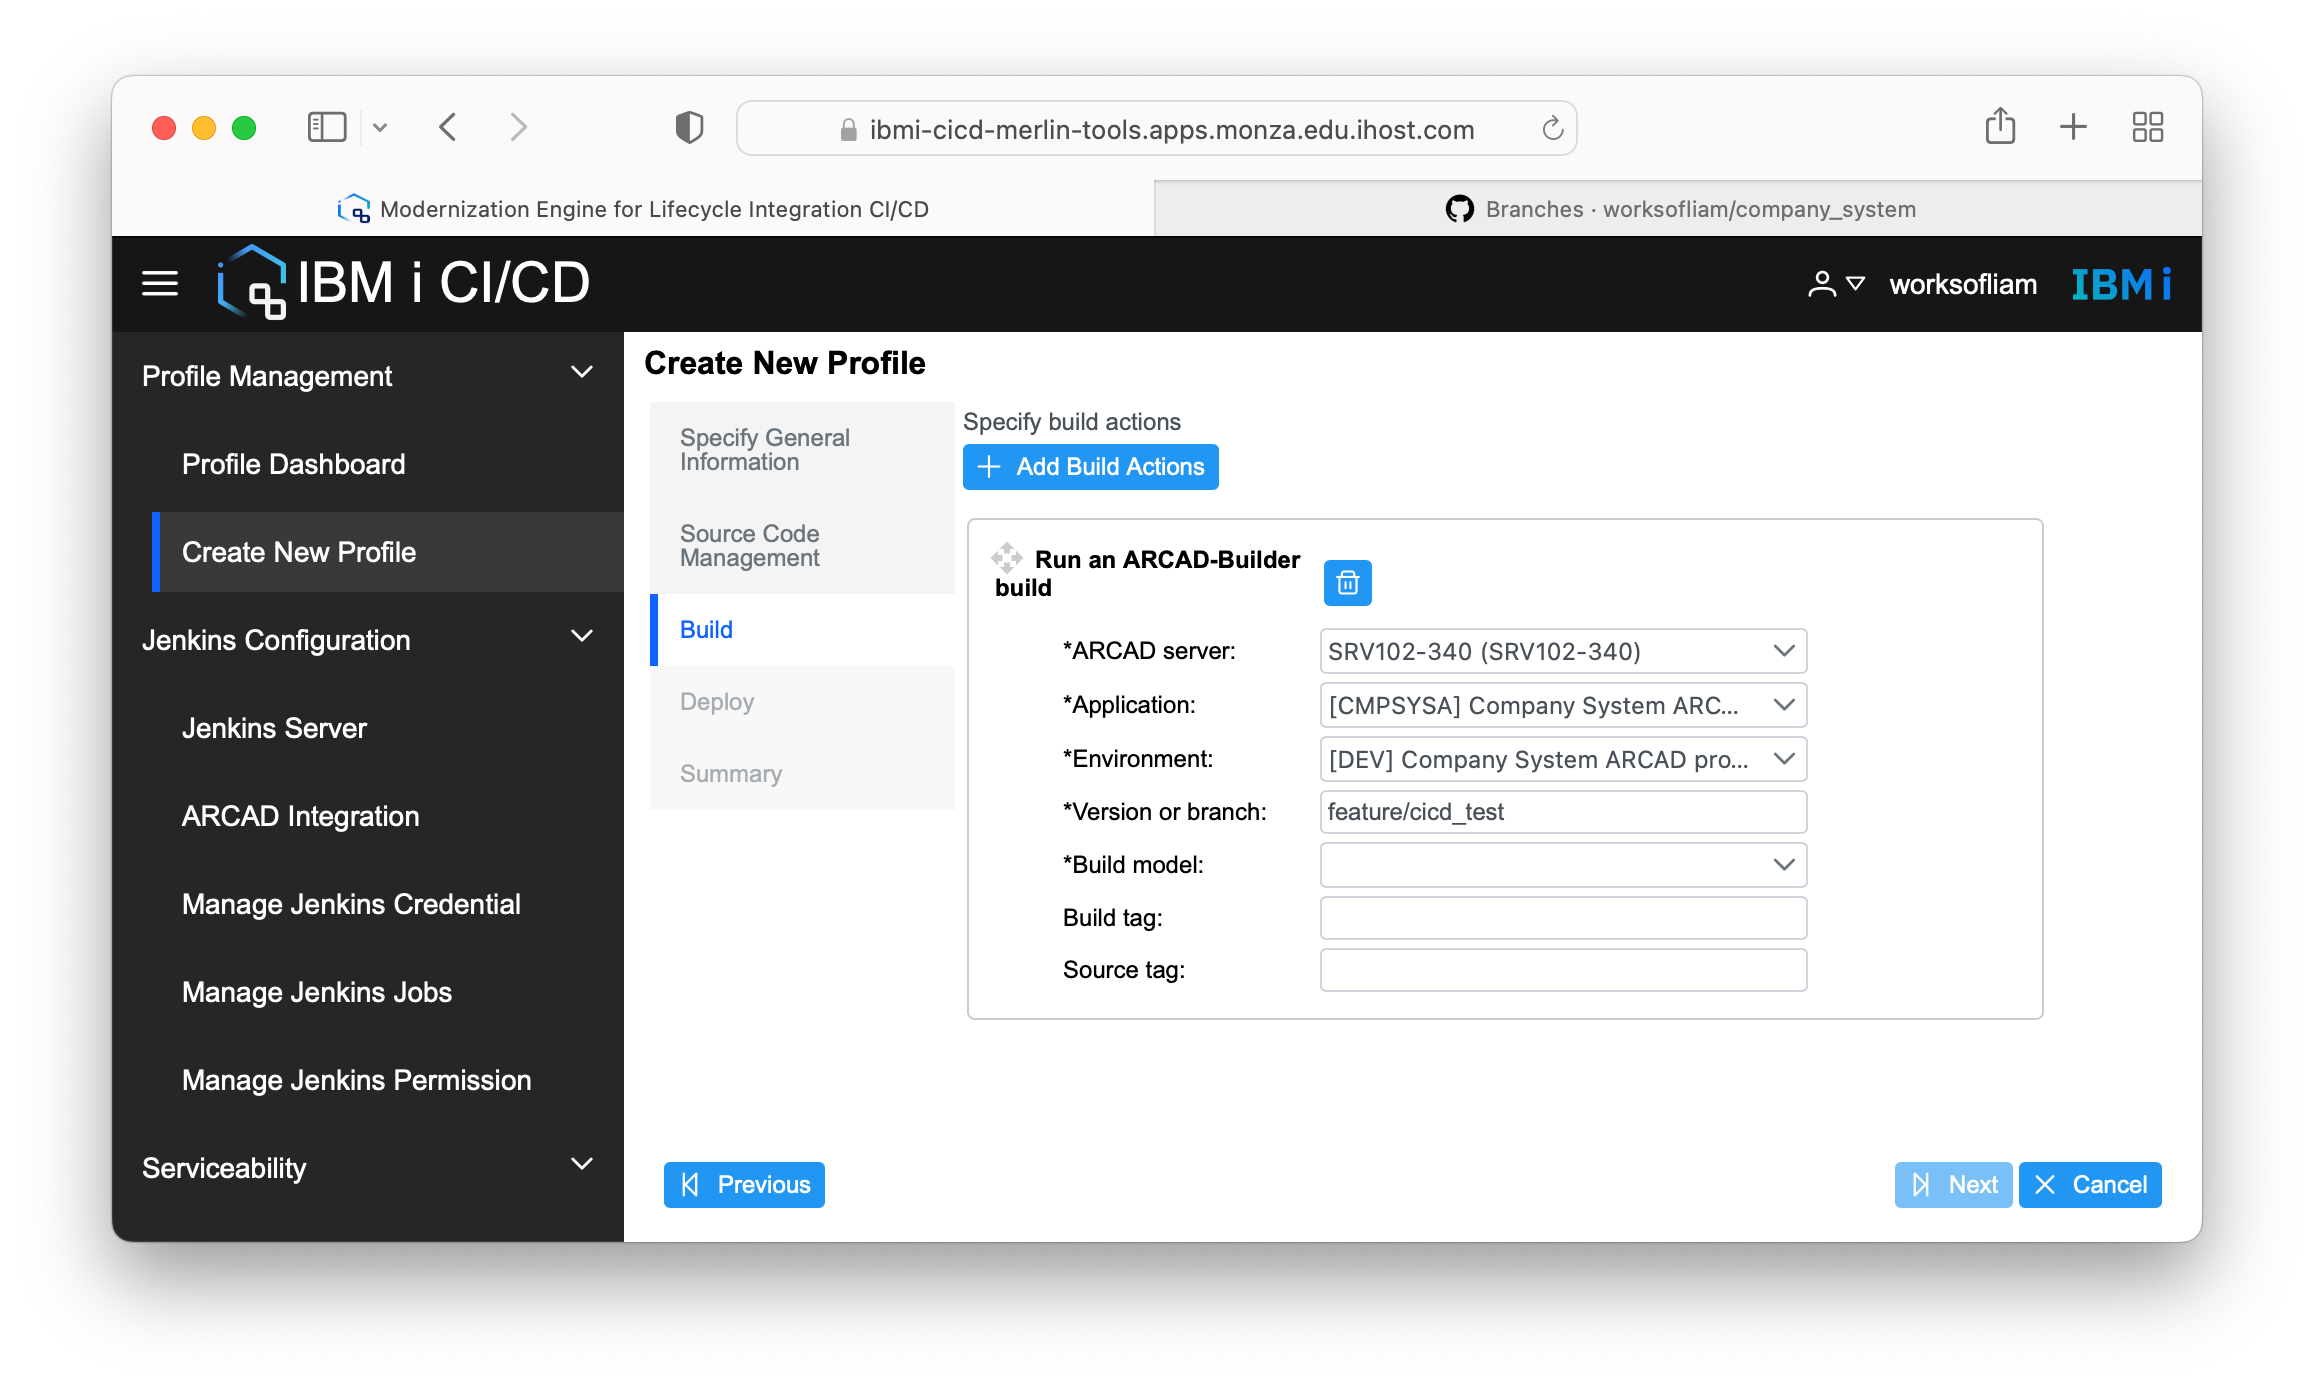 ibmi-cicd-merlin-tools.apps.monza.edu.ihost.com
Modernization Engine for Lifecycle Integration CI/CD
Branches · worksofliam/company_system
IBM i CI/CD
worksofliam
IBM i
Profile Management
Profile Dashboard
Create New Profile
Jenkins Configuration
Jenkins Server
ARCAD Integration
Manage Jenkins Credential
Manage Jenkins Jobs
Manage Jenkins Permission
Serviceability
Create New Profile
Specify General
Information
Source Code
Management
Build
Deploy
Summary
Specify build actions
Add Build Actions
Run an ARCAD-Builder
build
*ARCAD server:
SRV102-340 (SRV102-340)
*Application:
[CMPSYSA] Company System ARC...
*Environment:
[DEV] Company System ARCAD pro...
*Version or branch:
feature/cicd_test
*Build model:
Build tag:
Source tag:
Previous
Next
Cancel